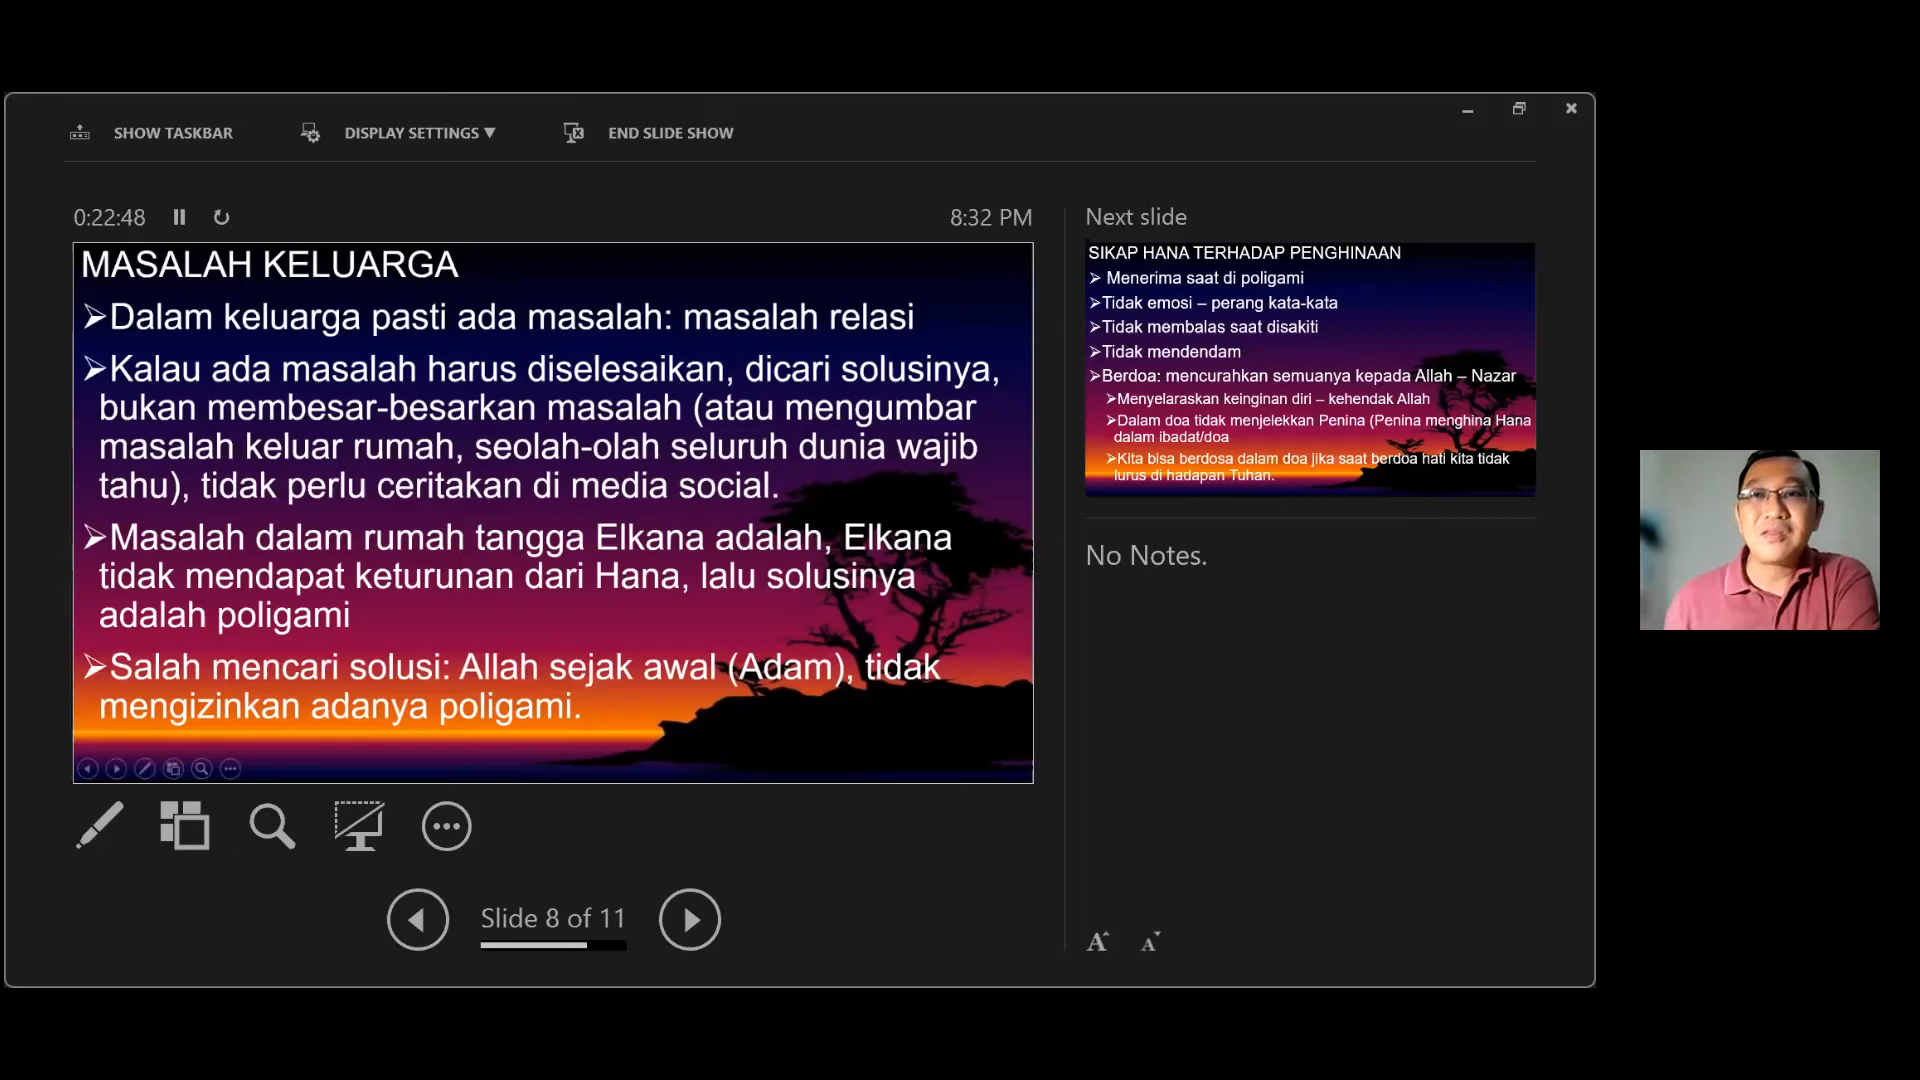 SHOW TASKBAR
DISPLAY SETTINGS ▼
END SLIDE SHOW
0:22:48
8:32 PM
MASALAH KELUARGA
➢Dalam keluarga pasti ada masalah: masalah relasi
➢Kalau ada masalah harus diselesaikan, dicari solusinya,
bukan membesar-besarkan masalah (atau mengumbar
masalah keluar rumah, seolah-olah seluruh dunia wajib
tahu), tidak perlu ceritakan di media social.
➢Masalah dalam rumah tangga Elkana adalah, Elkana
tidak mendapat keturunan dari Hana, lalu solusinya
adalah poligami
➢Salah mencari solusi: Allah sejak awal (Adam), tidak
mengizinkan adanya poligami.
Slide 8 of 11
Next slide
SIKAP HANA TERHADAP PENGHINAAN
➢ Menerima saat di poligami
➢Tidak emosi – perang kata-kata
➢Tidak membalas saat disakiti
➢Tidak mendendam
➢Berdoa: mencurahkan semuanya kepada Allah – Nazar
➢Menyelaraskan keinginan diri – kehendak Allah
➢Dalam doa tidak menjelekkan Penina (Penina menghina Hana
dalam ibadat/doa
➢Kita bisa berdosa dalam doa jika saat berdoa hati kita tidak
lurus di hadapan Tuhan.
No Notes.
A A